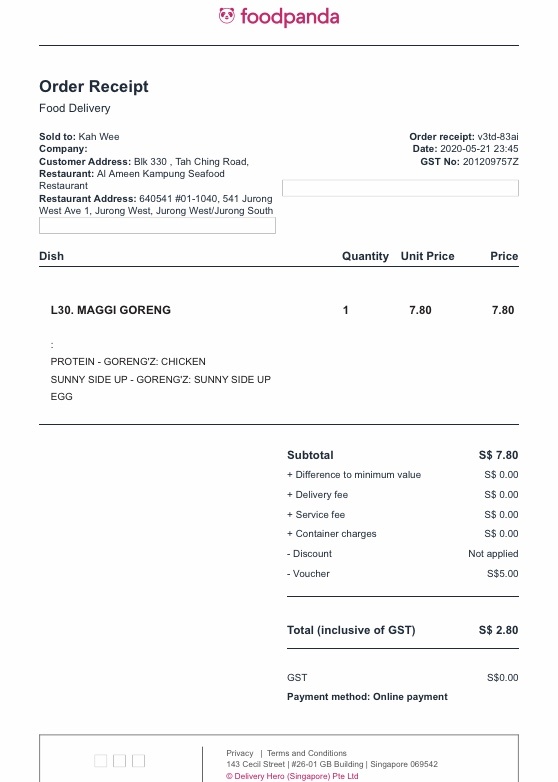 foodpanda
Order Receipt
Food Delivery
Sold to: Kah Wee
Company:
Customer Address: Blk 330 , Tah Ching Road,
Restaurant: Al Ameen Kampung Seafood
Restaurant
Restaurant Address: 640541 #01-1040, 541 Jurong
West Ave 1, Jurong West, Jurong West/Jurong South
Order receipt: v3td-83ai
Date: 2020-05-21 23:45
GST No: 201209757Z
Dish Quantity Unit Price Price
L30. MAGGI GORENG 1 7.80 7.80
:
PROTEIN - GORENG'Z: CHICKEN
SUNNY SIDE UP - GORENG'Z: SUNNY SIDE UP
EGG
Subtotal S$ 7.80
+ Difference to minimum value S$ 0.00
+ Delivery fee S$ 0.00
+ Service fee S$ 0.00
+ Container charges S$ 0.00
- Discount Not applied
- Voucher S$5.00
Total (inclusive of GST) S$ 2.80
GST S$0.00
Payment method: Online payment
Privacy | Terms and Conditions
143 Cecil Street | #26-01 GB Building | Singapore 069542
© Delivery Hero (Singapore) Pte Ltd